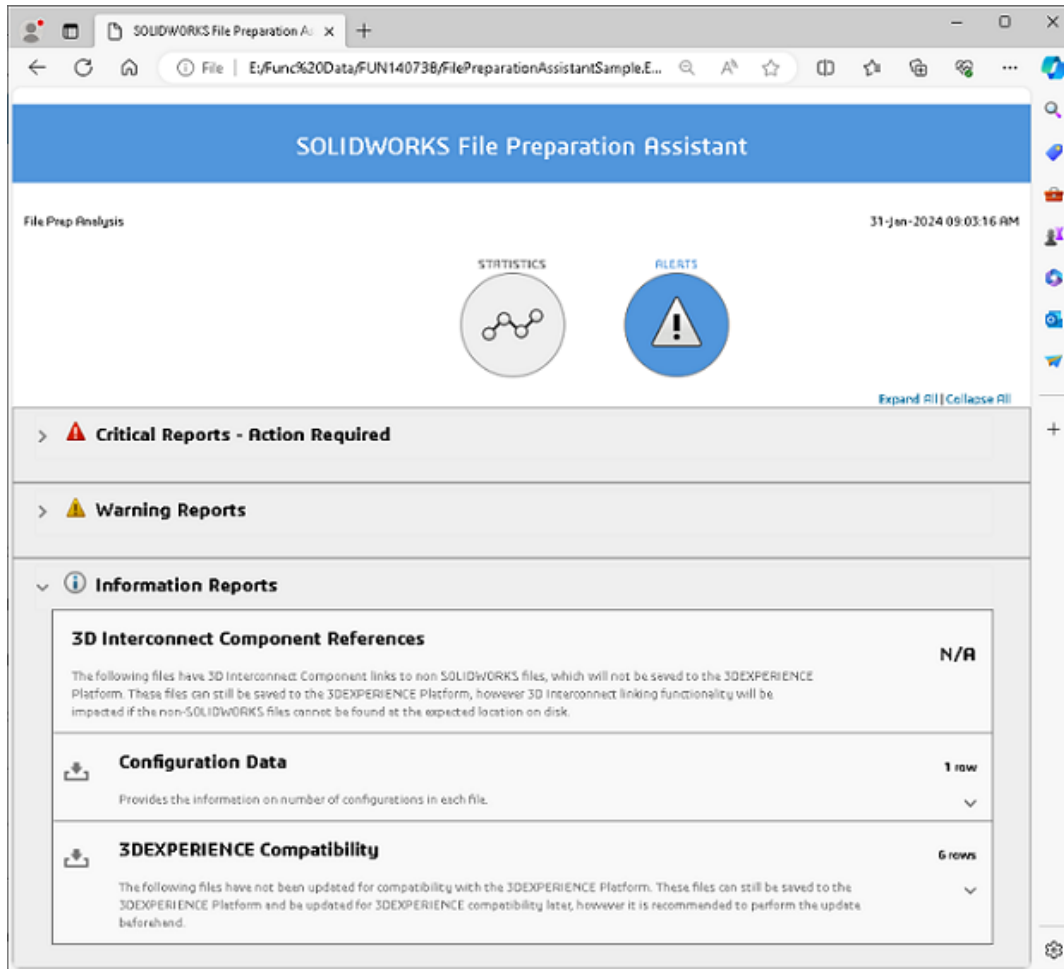 SOLIDWORKS File Preparation As
File | E:/Func%20Data/FUN140738/FilePreparationAssistantSample.E...
SOLIDWORKS File Preparation Assistant
File Prep Analysis
31-Jan-2024 09:03:16 AM
STATISTICS
ALERTS
Expand All | Collapse All
Critical Reports - Action Required
Warning Reports
Information Reports
3D Interconnect Component References
N/A
The following files have 3D Interconnect Component links to non SOLIDWORKS files, which will not be saved to the 3DEXPERIENCE
Platform. These files can still be saved to the 3DEXPERIENCE Platform, however 3D Interconnect linking functionality will be
impacted if the non-SOLIDWORKS files cannot be found at the expected location on disk.
Configuration Data
1 row
Provides the information on number of configurations in each file.
3DEXPERIENCE Compatibility
6 rows
The following files have not been updated for compatibility with the 3DEXPERIENCE Platform. These files can still be saved to the
3DEXPERIENCE Platform and be updated for 3DEXPERIENCE compatibility later, however it is recommended to perform the update
beforehand.